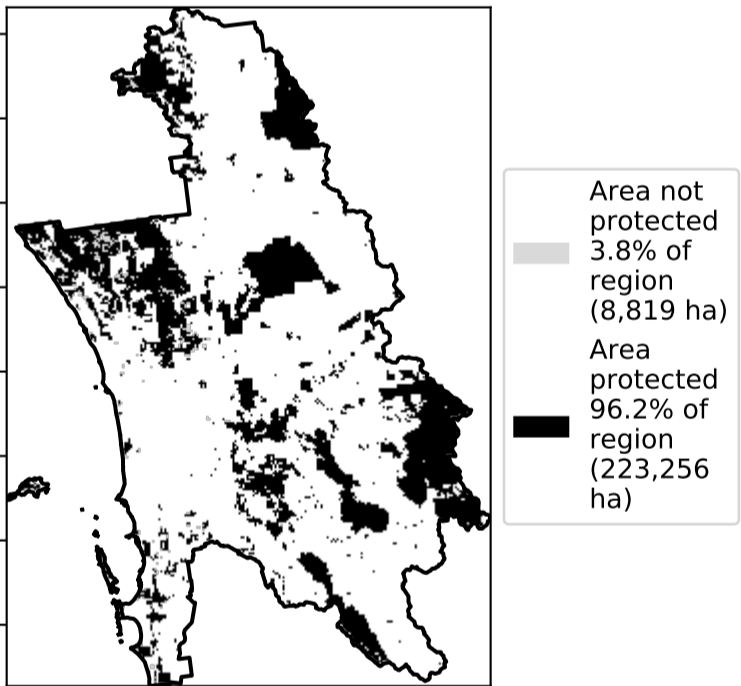 Area not
protected
3.8% of
region
(8,819 ha)
Area
protected
96.2% of
region
(223,256
ha)